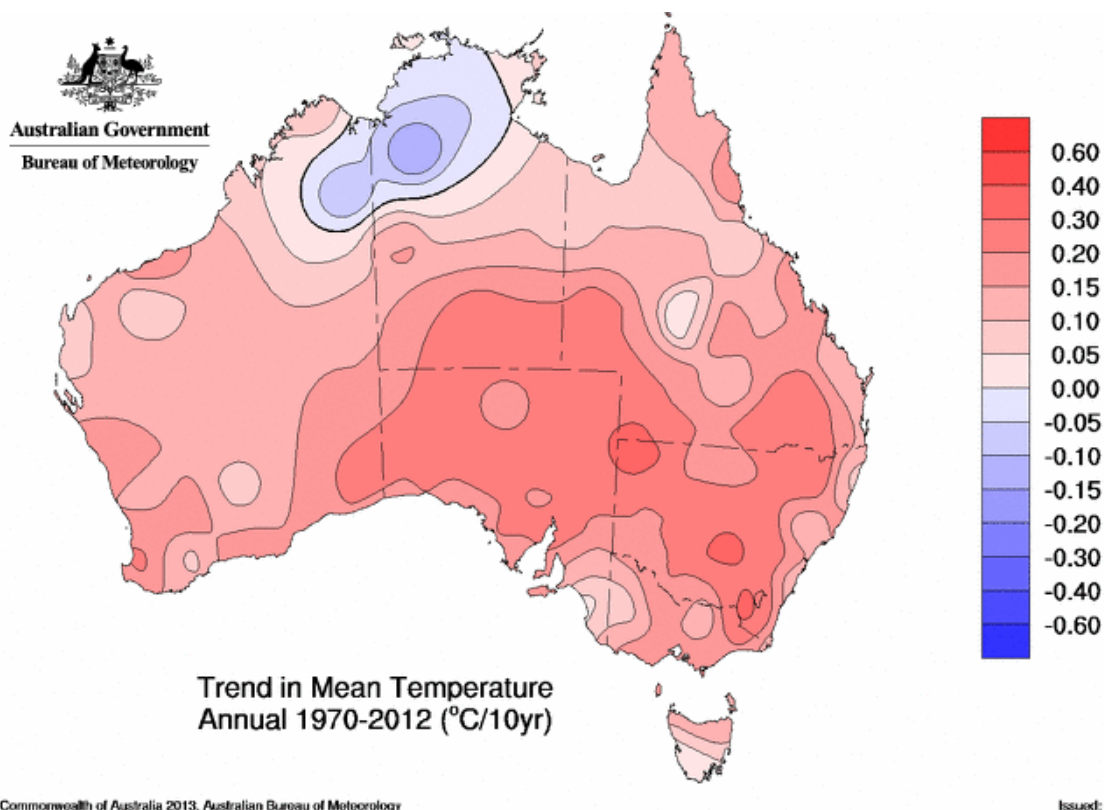 Australian Government
Bureau of Meteorology
0.60
0.40
0.30
0.20
0.15
0.10
0.05
0.00
-0.05
-0.10
-0.15
-0.20
-0.30
-0.40
-0.60
Trend in Mean Temperature
Annual 1970-2012 (°C/10yr)
Commonwealth of Australia 2013, Australian Bureau of Meteorology
Issued: